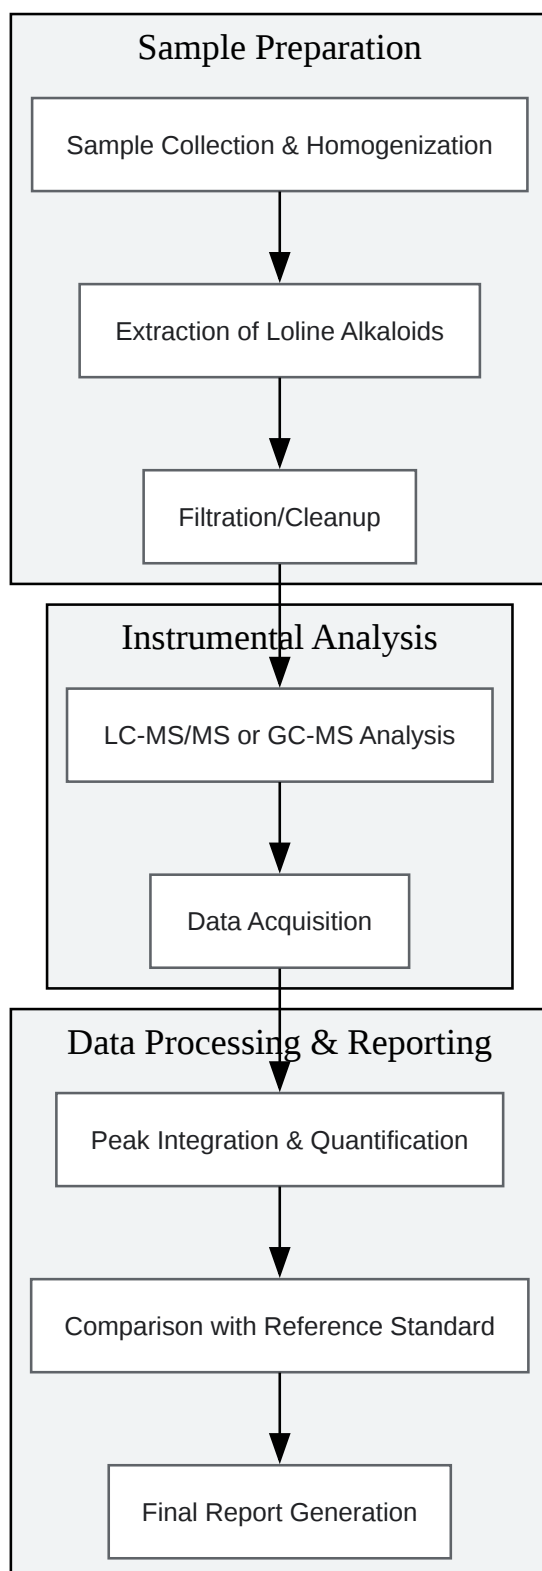 Sample Preparation
Sample Collection & Homogenization
Extraction of Loline Alkaloids
Filtration/Cleanup
Instrumental Analysis
LC-MS/MS or GC-MS Analysis
Data Acquisition
Data Processing & Reporting
Peak Integration & Quantification
Comparison with Reference Standard
Final Report Generation